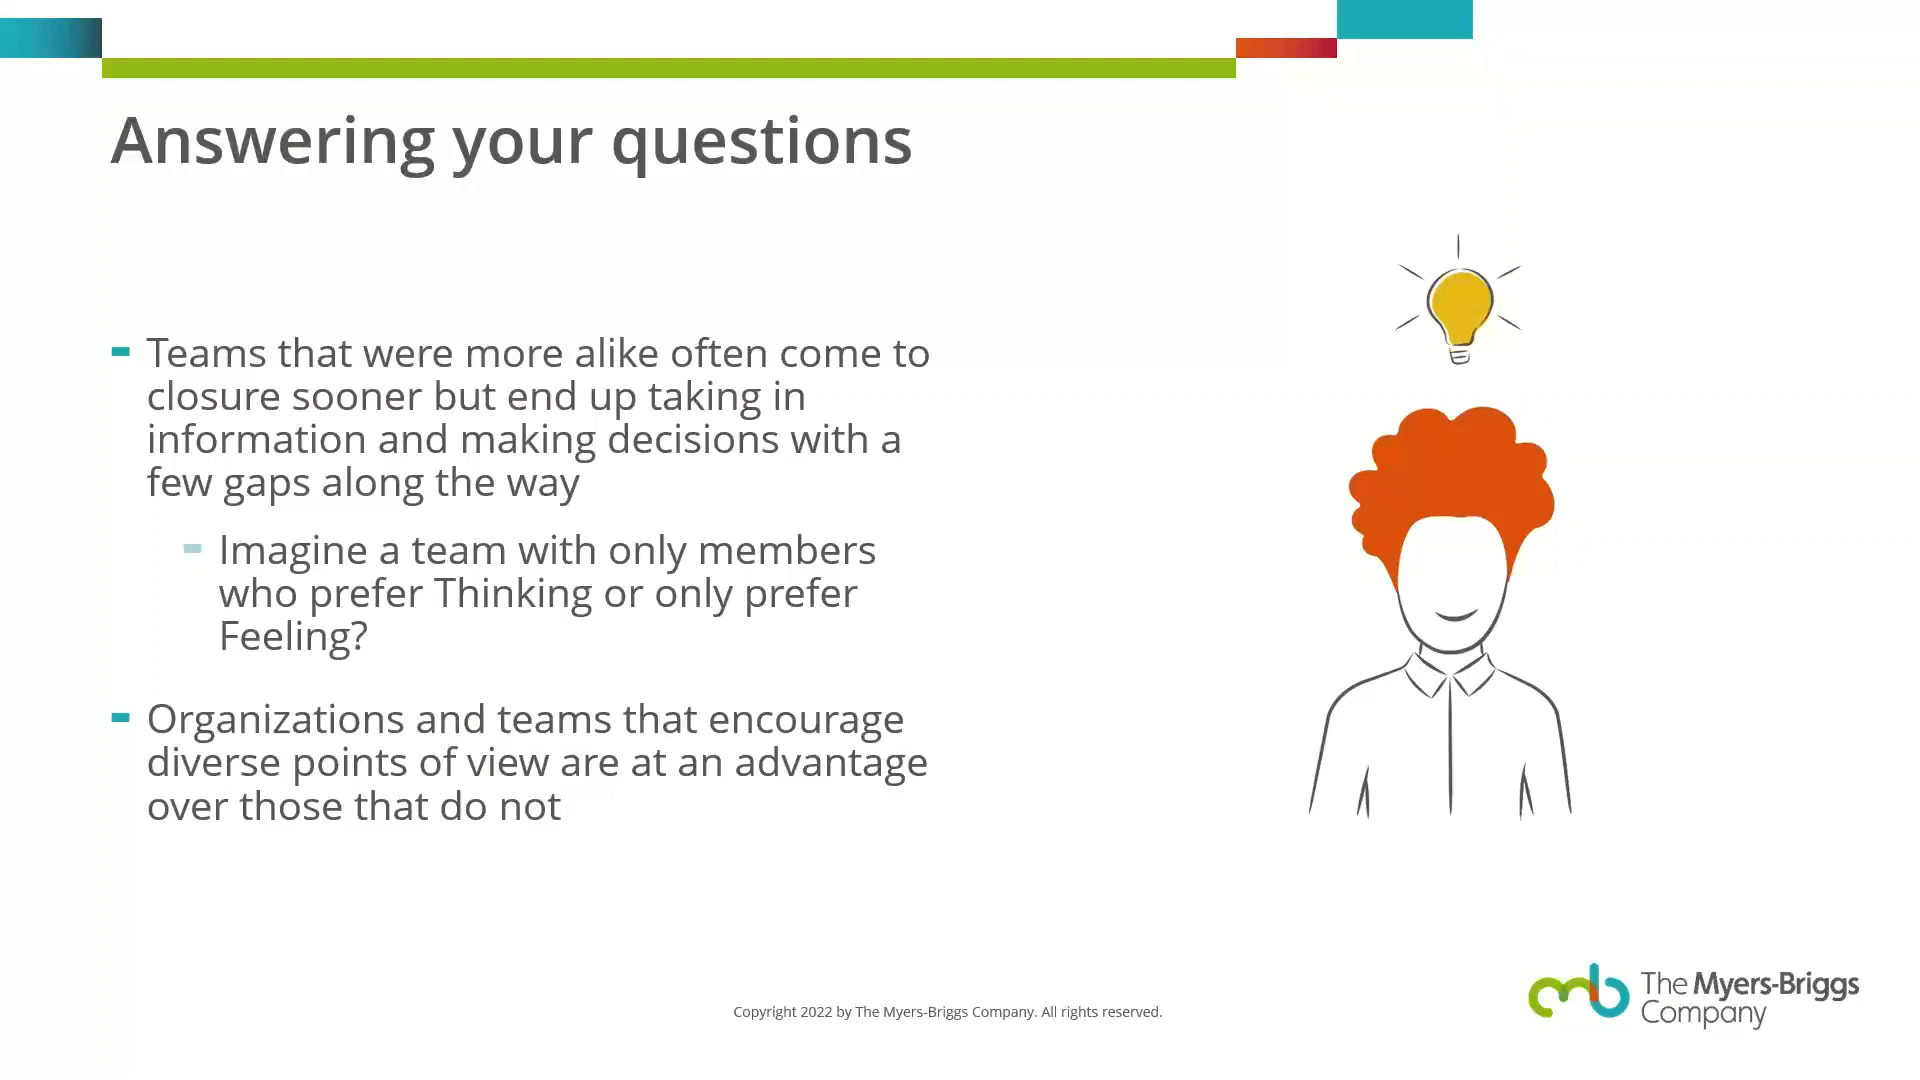 Answering your questions
Teams that were more alike often come to
closure sooner but end up taking in
information and making decisions with a
few gaps along the way
Imagine a team with only members
who prefer Thinking or only prefer
Feeling?
Organizations and teams that encourage
diverse points of view are at an advantage
over those that do not
Copyright 2022 by The Myers-Briggs Company. All rights reserved.
mb
The Myers-Briggs
Company